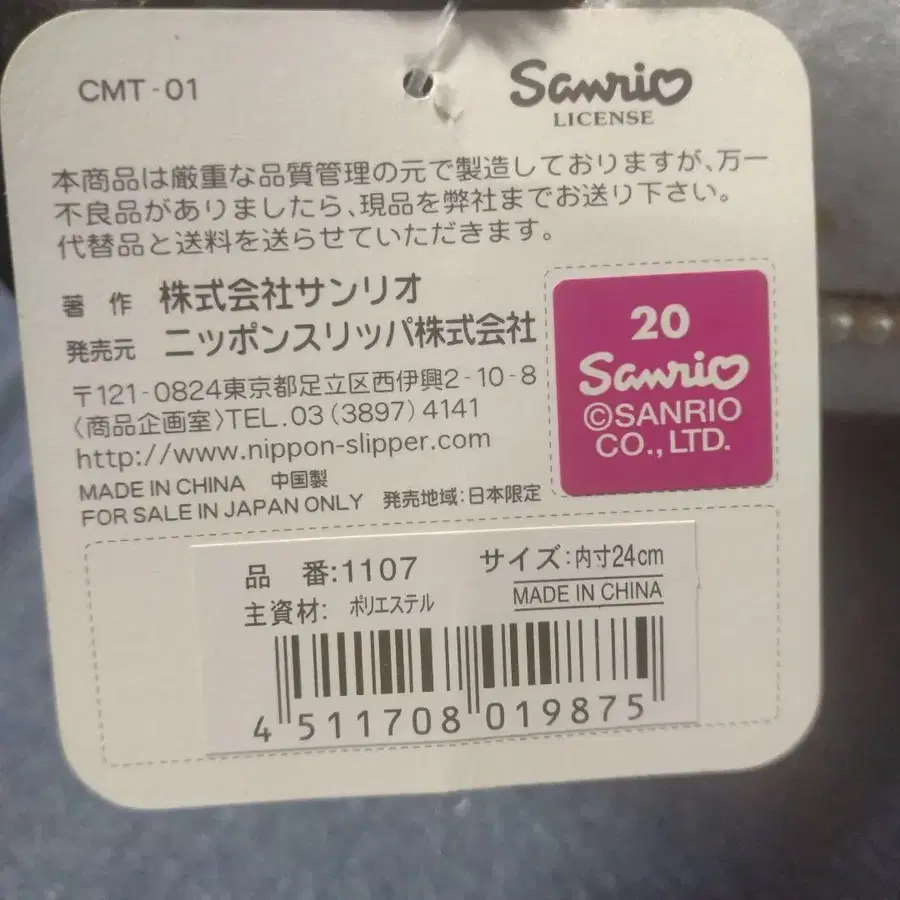 CMT-01
Sanrio
LICENSE
本商品は厳重な品質管理の元で製造しておりますが、万一
不良品がありましたら、現品を弊社までお送り下さい。
代替品と送料を送らせていただきます。
著 作 株式会社サンリオ
発売元 ニッポンスリッパ株式会社
〒121-0824東京都足立区西伊興2-10-8
〈商品企画室〉TEL.03(3897)4141
http://www.nippon-slipper.com
MADE IN CHINA 中国製
FOR SALE IN JAPAN ONLY 発売地域:日本限定
20
Sanrio
©SANRIO
CO., LTD.
品 番:1107 サイズ:内寸24cm
主資材: ポリエステル MADE IN CHINA
4 511708 019875